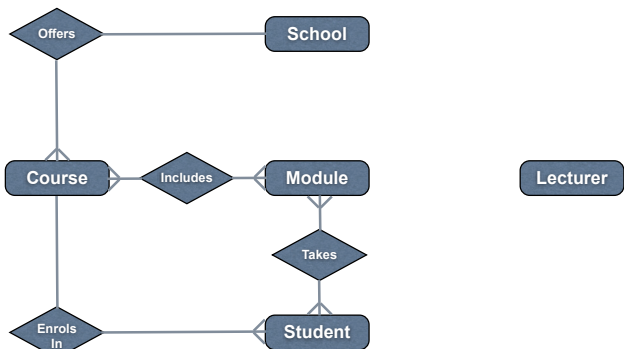 Offers
School
Course
Includes
Module
Lecturer
Takes
Enrols
In
Student